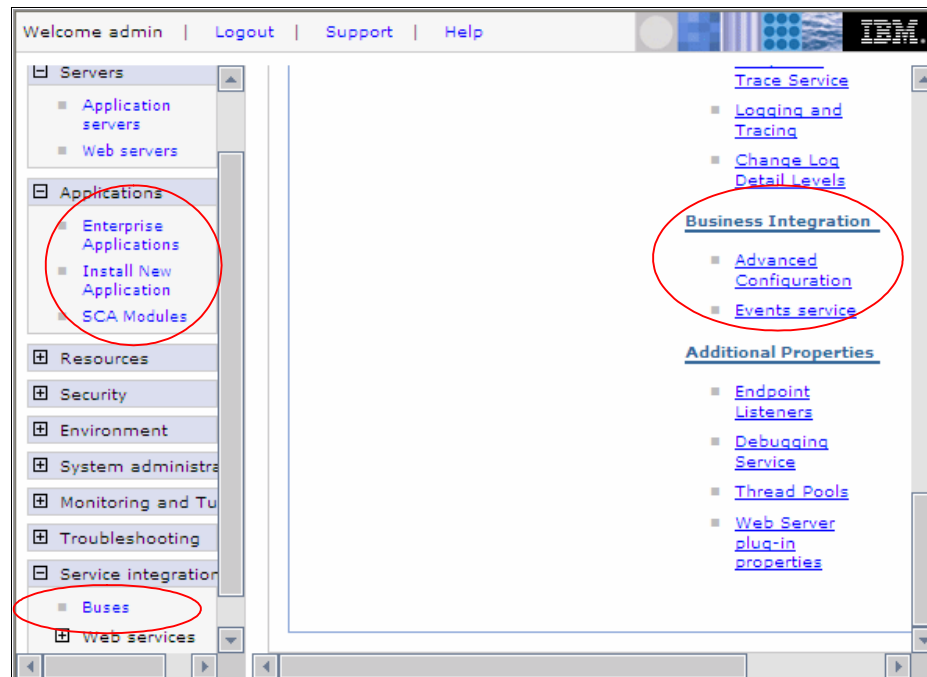 Welcome admin | Logout | Support | Help
IBM.
Servers
Application
servers
Web servers
Applications
Enterprise
Applications
Install New
Application
SCA Modules
Resources
Security
Environment
System administra
Monitoring and Tu
Troubleshooting
Service integration
Buses
Web services
Trace Service
Logging and
Tracing
Change Log
Detail Levels
Business Integration
Advanced
Configuration
Events service
Additional Properties
Endpoint
Listeners
Debugging
Service
Thread Pools
Web Server
plug-in
properties